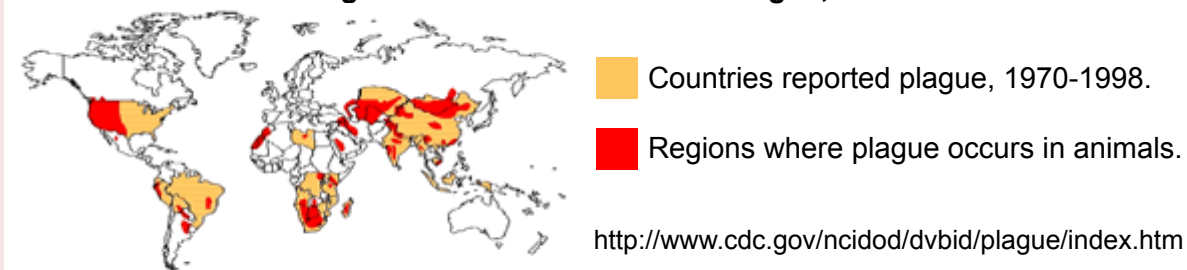 Countries reported plague, 1970-1998.
Regions where plague occurs in animals.
http://www.cdc.gov/ncidod/dvbid/plague/index.htm